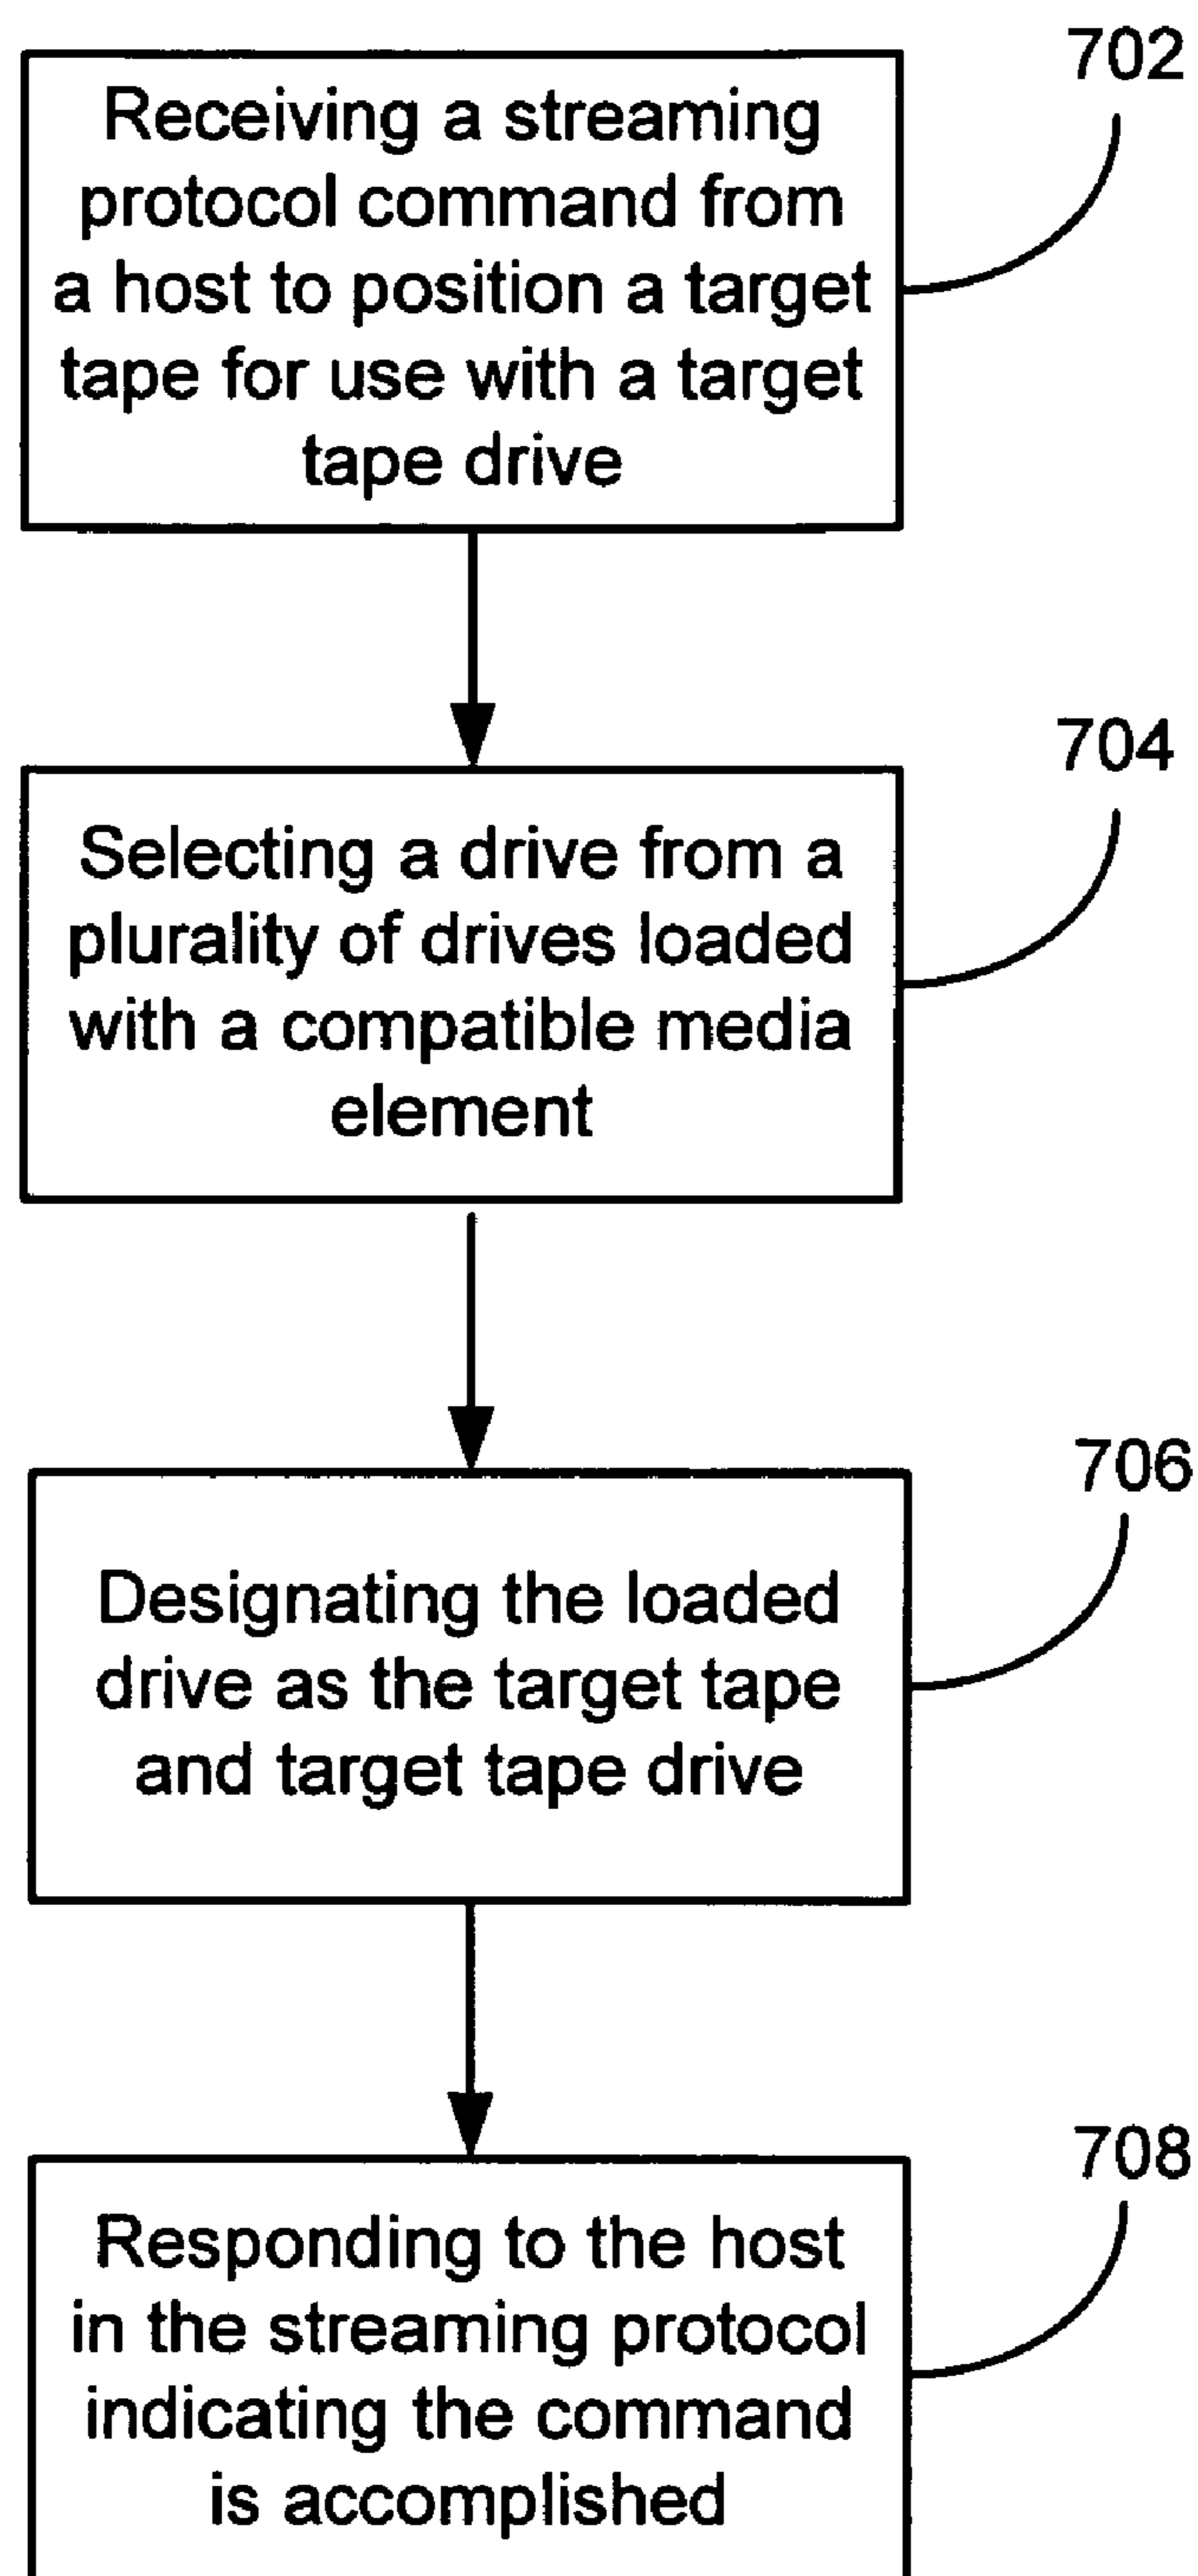 702
Receiving a streaming
protocol command from
a host to position a target
tape for use with a target
tape drive
704
Selecting a drive from a
plurality of drives loaded
with a compatible media
element
706
Designating the loaded
drive as the target tape
and target tape drive
708
Responding to the host
in the streaming protocol
indicating the command
is accomplished